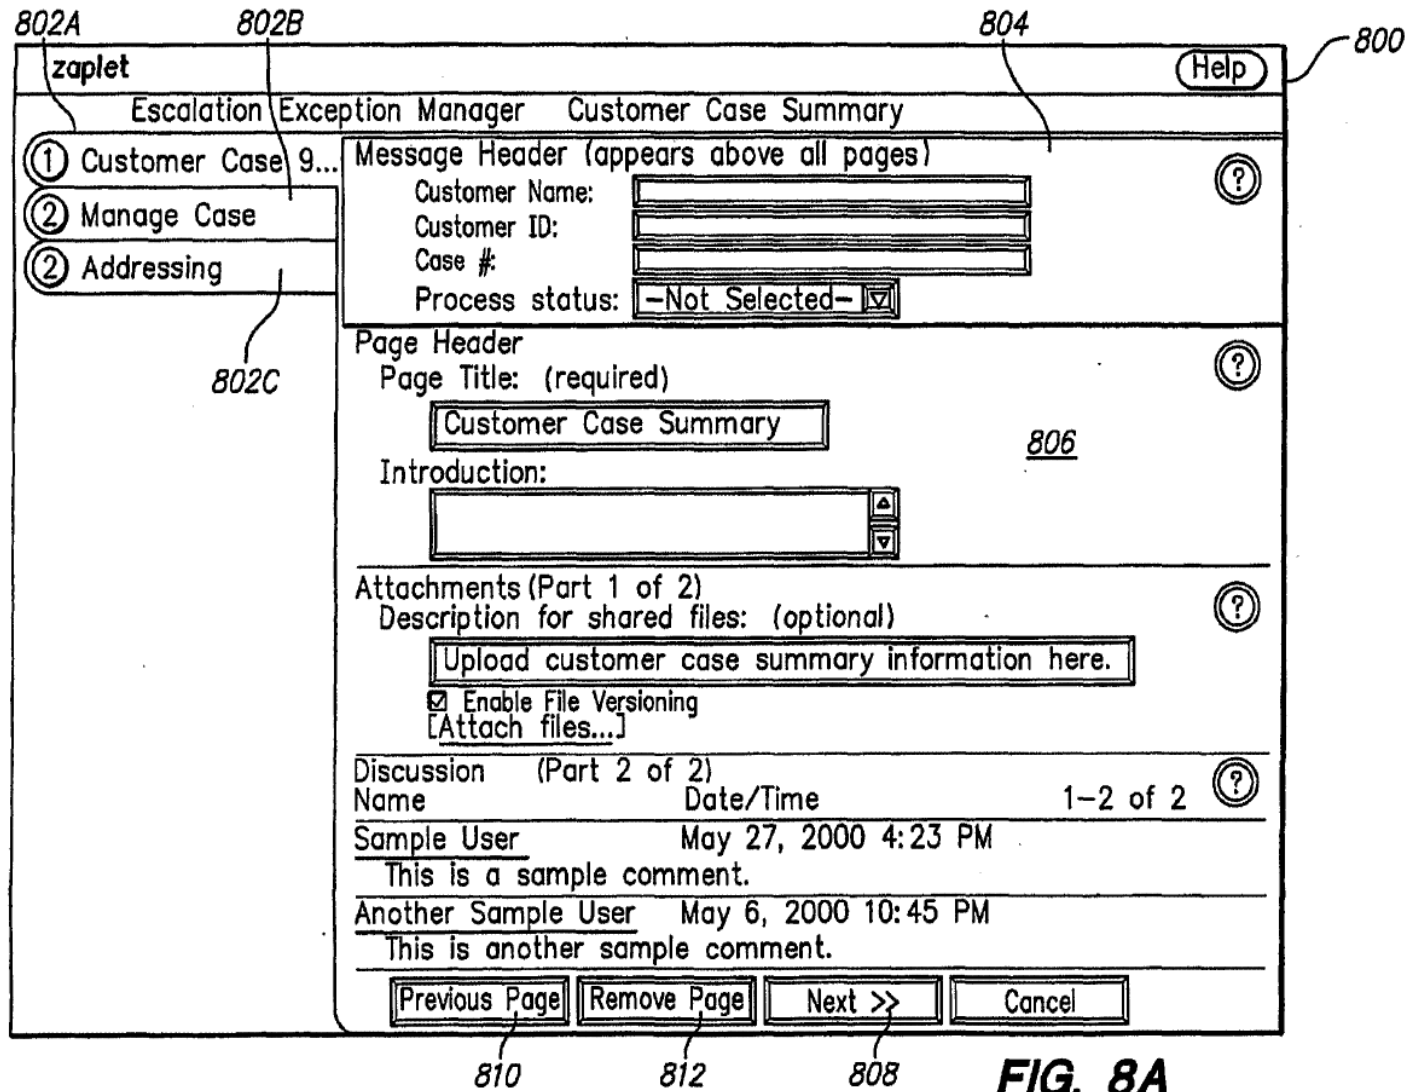 802A 802B 804 800
zaplet Help
Escalation Exception Manager Customer Case Summary
① Customer Case 9...
② Manage Case
② Addressing
802C
Message Header (appears above all pages) ?
Customer Name:
Customer ID:
Case #:
Process status: -Not Selected-
Page Header ?
Page Title: (required)
Customer Case Summary
806
Introduction:
Attachments (Part 1 of 2) ?
Description for shared files: (optional)
Upload customer case summary information here.
Enable File Versioning
[Attach files...]
Discussion (Part 2 of 2) ?
Name Date/Time 1-2 of 2
Sample User May 27, 2000 4:23 PM
This is a sample comment.
Another Sample User May 6, 2000 10:45 PM
This is another sample comment.
Previous Page Remove Page Next >> Cancel
810 812 808
FIG. 8A